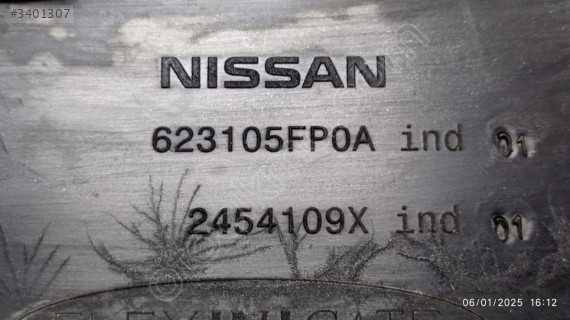 #3401307
NISSAN
623105FP0A ind 01
2454109X ind 01
06/01/2025 16:12